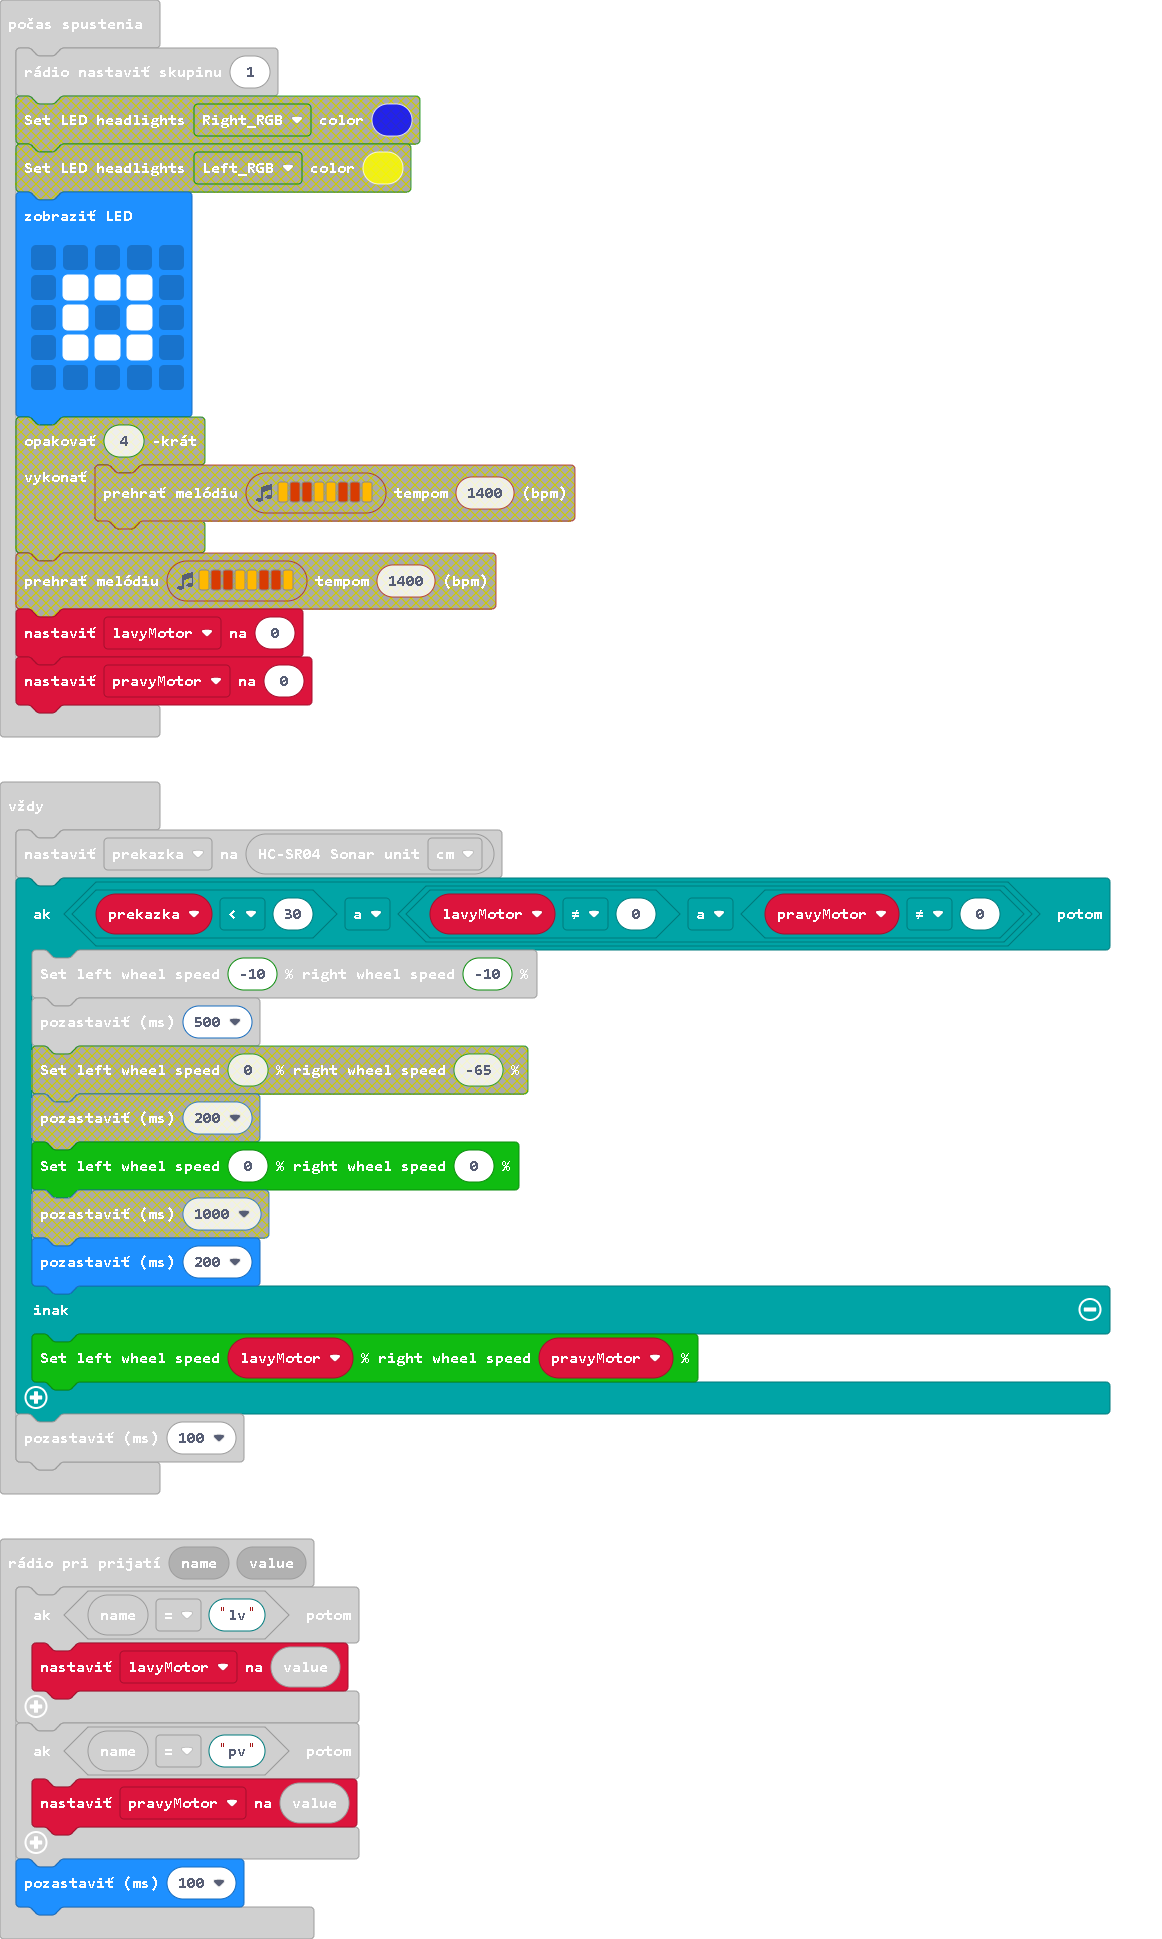 počas spustenia
rádio nastaviť skupinu 1
Set LED headlights Right_RGB color
Set LED headlights Left_RGB color
zobraziť LED
opakovať 4 -krát
vykonať prehrať melódiu tempom 1400 (bpm)
prehrať melódiu tempom 1400 (bpm)
nastaviť lavyMotor na 0
nastaviť pravyMotor na 0
vždy
nastaviť prekazka na HC-SR04 Sonar unit cm
ak prekazka < 30 a lavyMotor ≠ 0 a pravyMotor ≠ 0 potom
Set left wheel speed -10 % right wheel speed -10 %
pozastaviť (ms) 500
Set left wheel speed 0 % right wheel speed -65 %
pozastaviť (ms) 200
Set left wheel speed 0 % right wheel speed 0 %
pozastaviť (ms) 1000
pozastaviť (ms) 200
inak
Set left wheel speed lavyMotor % right wheel speed pravyMotor %
pozastaviť (ms) 100
rádio pri prijatí name value
ak name = "lv" potom
nastaviť lavyMotor na value
ak name = "pv" potom
nastaviť pravyMotor na value
pozastaviť (ms) 100